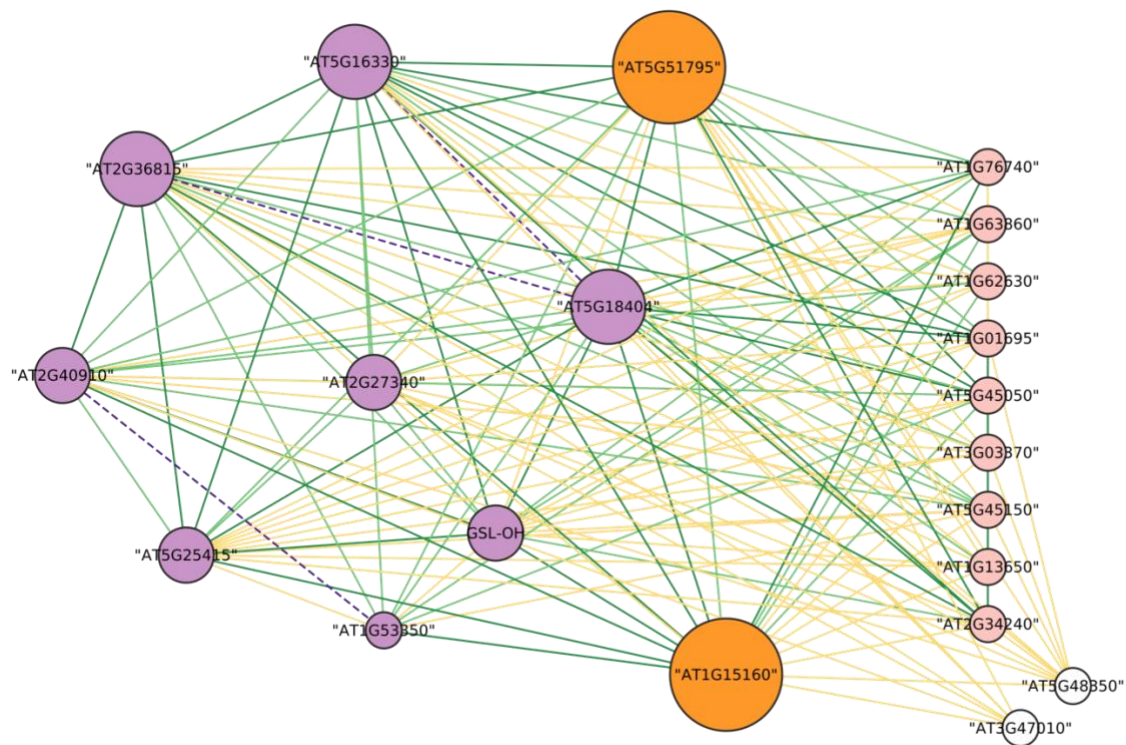 "AT5G16330"
"AT5G51795"
"AT2G36815"
"AT1G76740"
"AT1G63860"
"AT1G62630"
"AT5G18404"
"AT1G01695"
"AT2G40910"
"AT2G27340"
"AT5G45050"
"AT3G03370"
"AT5G45150"
GSL-OH
"AT5G25415"
"AT1G13650"
"AT2G34240"
"AT1G53350"
"AT1G15160"
"AT5G48350"
"AT3G47010"